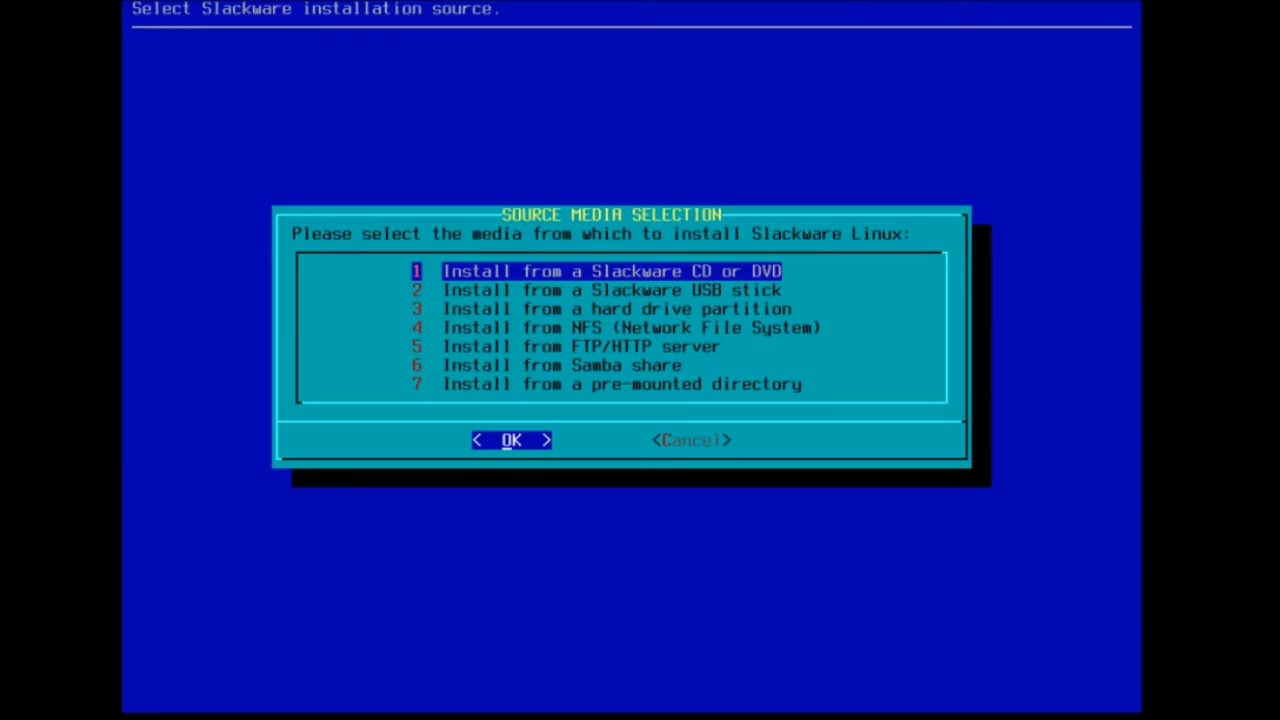 Select Slackware installation source.
SOURCE MEDIA SELECTION
Please select the media from which to install Slackware Linux:
1 Install from a Slackware CD or DVD
2 Install from a Slackware USB stick
3 Install from a hard drive partition
4 Install from NFS (Network File System)
5 Install from FTP/HTTP server
6 Install from Samba share
7 Install from a pre-mounted directory
< OK > <Cancel>